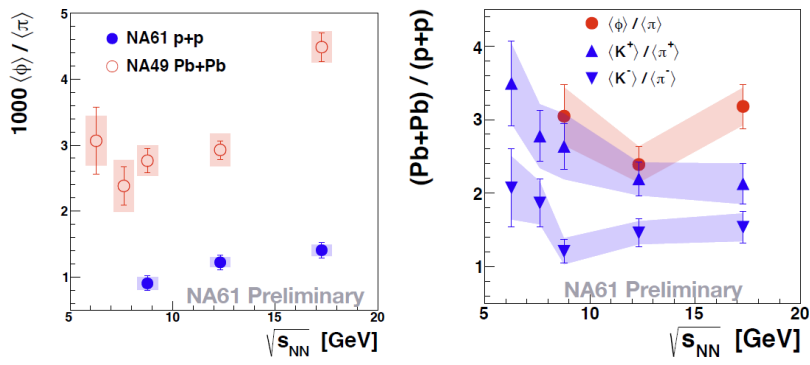 1000 ⟨ϕ⟩ / ⟨π⟩
5
4
3
2
1
NA61 p+p
NA49 Pb+Pb
NA61 Preliminary
5 10 15 20
√sNN [GeV]
(Pb+Pb) / (p+p)
4
3
2
1
⟨ϕ⟩ / ⟨π⟩
⟨K+⟩ / ⟨π+⟩
⟨K-⟩ / ⟨π-⟩
NA61 Preliminary
5 10 15 20
√sNN [GeV]